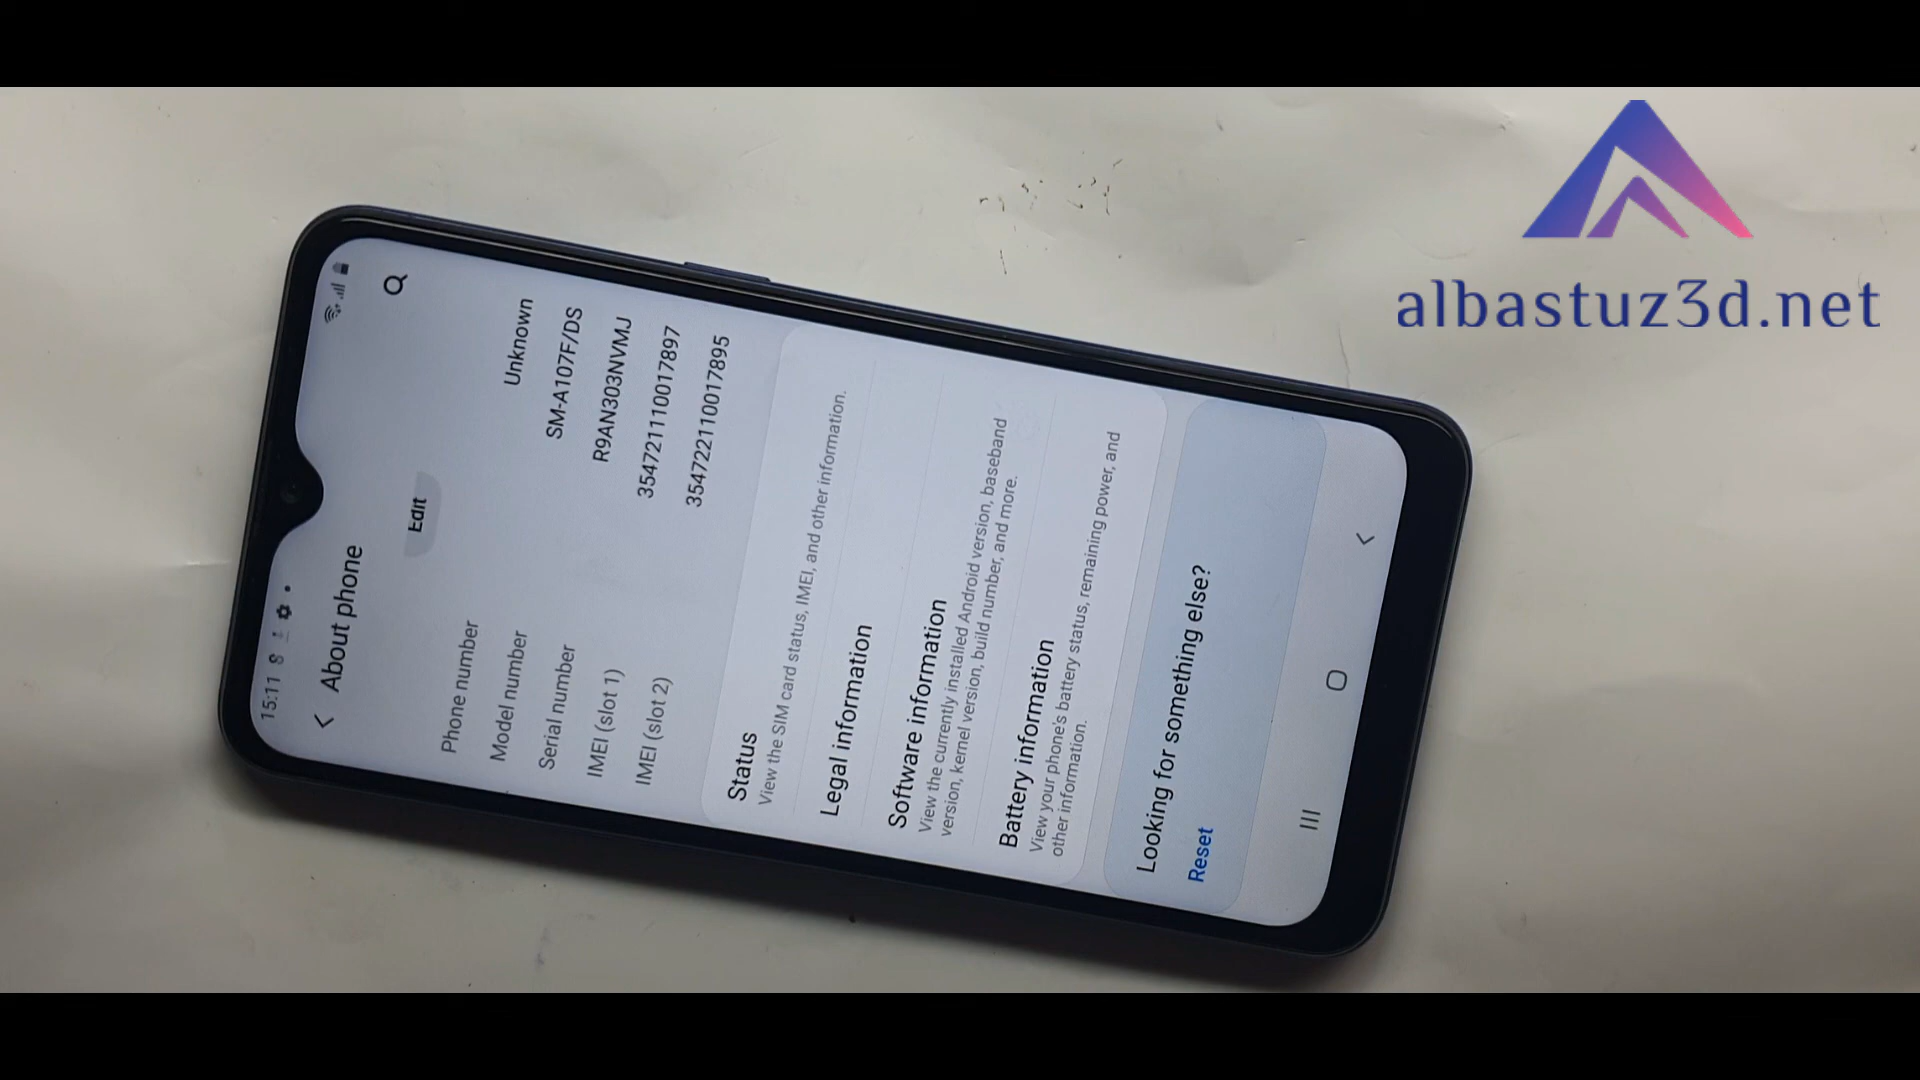 albastuz3d.net
15:11
About phone
Edit
Phone number Unknown
Model number SM-A107F/DS
Serial number R9AN303NVMJ
IMEI (slot 1) 354721110017897
IMEI (slot 2) 354722110017895
Status
View the SIM card status, IMEI, and other information.
Legal information
Software information
View the currently installed Android version, baseband
version, kernel version, build number, and more.
Battery information
View your phone's battery status, remaining power, and
other information.
Looking for something else?
Reset